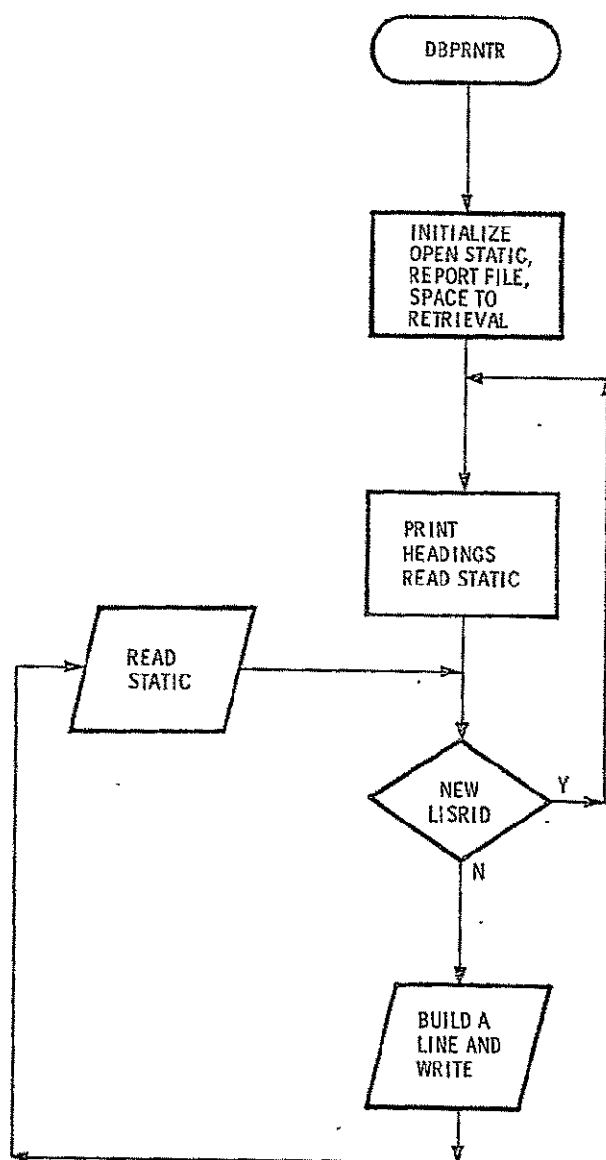 DBPRNTR
INITIALIZE
OPEN STATIC,
REPORT FILE,
SPACE TO
RETRIEVAL
PRINT
HEADINGS
READ STATIC
READ
STATIC
NEW
LISRID
Y
N
BUILD A
LINE AND
WRITE